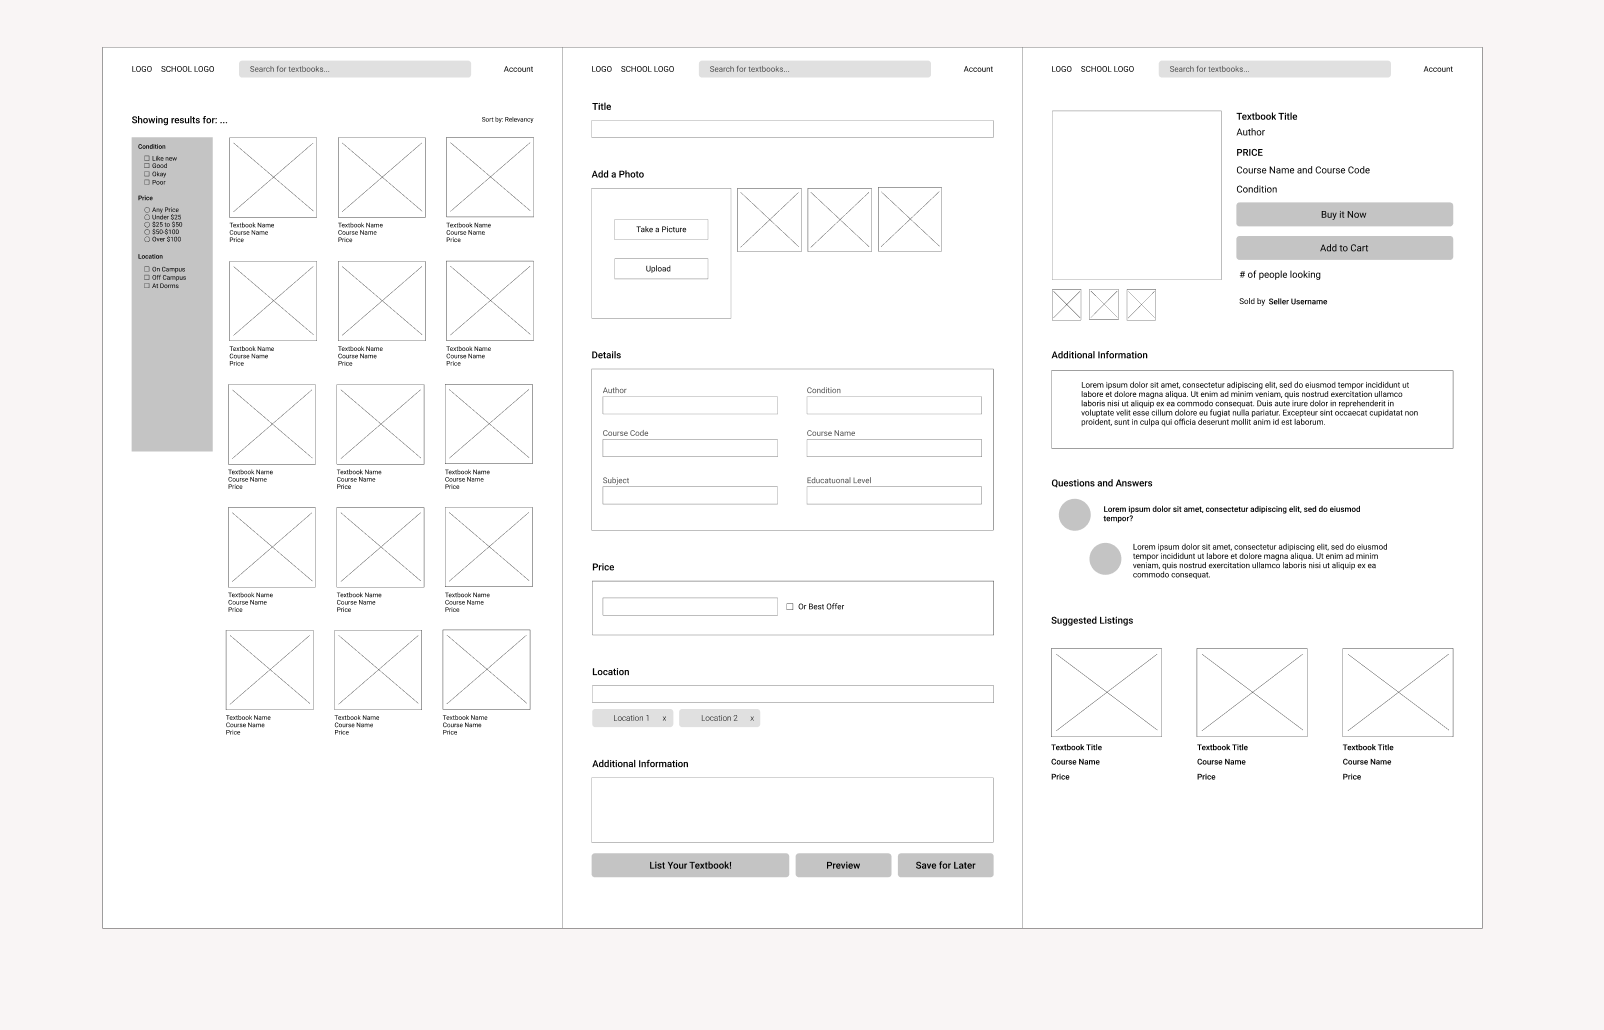 LOGO SCHOOL LOGO Search for textbooks... Account
Showing results for: ... Sort by: Relevancy
Condition
Like new
Good
Okay
Poor
Price
Any Price
Under $25
$25 to $50
$50-$100
Over $100
Location
On Campus
Off Campus
At Dorms
Textbook Name Textbook Name Textbook Name
Course Name Course Name Course Name
Price Price Price
Textbook Name Textbook Name Textbook Name
Course Name Course Name Course Name
Price Price Price
Textbook Name Textbook Name Textbook Name
Course Name Course Name Course Name
Price Price Price
Textbook Name Textbook Name Textbook Name
Course Name Course Name Course Name
Price Price Price
Textbook Name Textbook Name Textbook Name
Course Name Course Name Course Name
Price Price Price
LOGO SCHOOL LOGO Search for textbooks... Account
Title
Add a Photo
Take a Picture
Upload
Details
Author Condition
Course Code Course Name
Subject Educatuonal Level
Price
Or Best Offer
Location
Location 1 x Location 2 x
Additional Information
List Your Textbook! Preview Save for Later
LOGO SCHOOL LOGO Search for textbooks... Account
Textbook Title
Author
PRICE
Course Name and Course Code
Condition
Buy it Now
Add to Cart
# of people looking
Sold by Seller Username
Additional Information
Lorem ipsum dolor sit amet, consectetur adipiscing elit, sed do eiusmod tempor incididunt ut
labore et dolore magna aliqua. Ut enim ad minim veniam, quis nostrud exercitation ullamco
laboris nisi ut aliquip ex ea commodo consequat. Duis aute irure dolor in reprehenderit in
voluptate velit esse cillum dolore eu fugiat nulla pariatur. Excepteur sint occaecat cupidatat non
proident, sunt in culpa qui officia deserunt mollit anim id est laborum.
Questions and Answers
Lorem ipsum dolor sit amet, consectetur adipiscing elit, sed do eiusmod
tempor?
Lorem ipsum dolor sit amet, consectetur adipiscing elit, sed do eiusmod
tempor incididunt ut labore et dolore magna aliqua. Ut enim ad minim
veniam, quis nostrud exercitation ullamco laboris nisi ut aliquip ex ea
commodo consequat.
Suggested Listings
Textbook Title Textbook Title Textbook Title
Course Name Course Name Course Name
Price Price Price